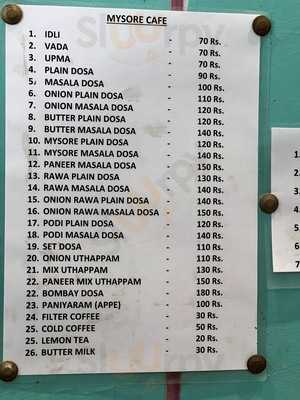 MYSORE CAFE
1. IDLI - 70 Rs.
2. VADA - 70 Rs.
3. UPMA - 70 Rs.
4. PLAIN DOSA - 90 Rs.
5. MASALA DOSA - 100 Rs.
6. ONION PLAIN DOSA - 110 Rs.
7. ONION MASALA DOSA - 120 Rs.
8. BUTTER PLAIN DOSA - 120 Rs.
9. BUTTER MASALA DOSA - 140 Rs.
10. MYSORE PLAIN DOSA - 120 Rs.
11. MYSORE MASALA DOSA - 140 Rs.
12. PANEER MASALA DOSA - 150 Rs.
13. RAWA PLAIN DOSA - 130 Rs.
14. RAWA MASALA DOSA - 140 Rs.
15. ONION RAWA PLAIN DOSA - 140 Rs.
16. ONION RAWA MASALA DOSA - 150 Rs.
17. PODI PLAIN DOSA - 120 Rs.
18. PODI MASALA DOSA - 140 Rs.
19. SET DOSA - 110 Rs.
20. ONION UTHAPPAM - 110 Rs.
21. MIX UTHAPPAM - 130 Rs.
22. PANEER MIX UTHAPPAM - 150 Rs.
22. BOMBAY DOSA - 180 Rs.
23. PANIYARAM (APPE) - 100 Rs.
24. FILTER COFFEE - 30 Rs.
25. COLD COFFEE - 50 Rs.
25. LEMON TEA - 20 Rs.
26. BUTTER MILK - 30 Rs.